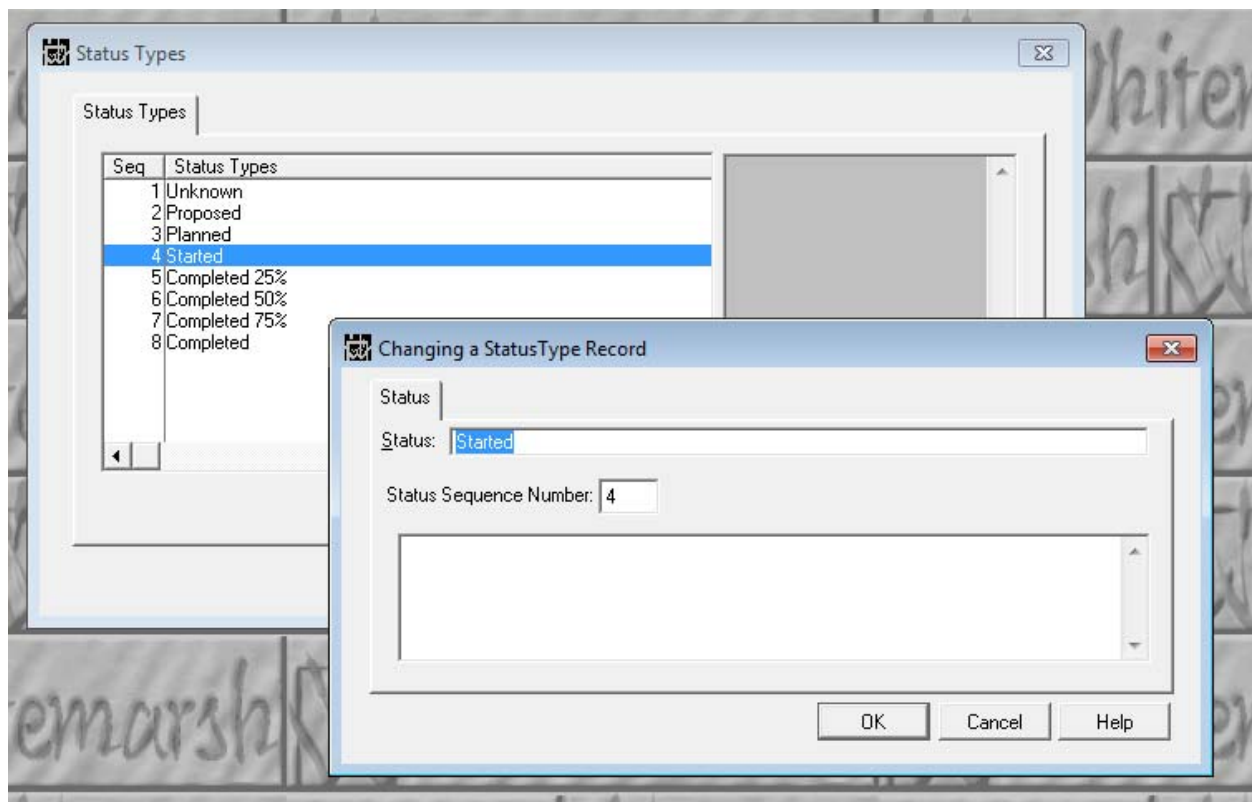 Status Types
Status Types
Seq Status Types
1 Unknown
2 Proposed
3 Planned
4 Started
5 Completed 25%
6 Completed 50%
7 Completed 75%
8 Completed
Changing a StatusType Record
Status
Status: Started
Status Sequence Number: 4
OK Cancel Help